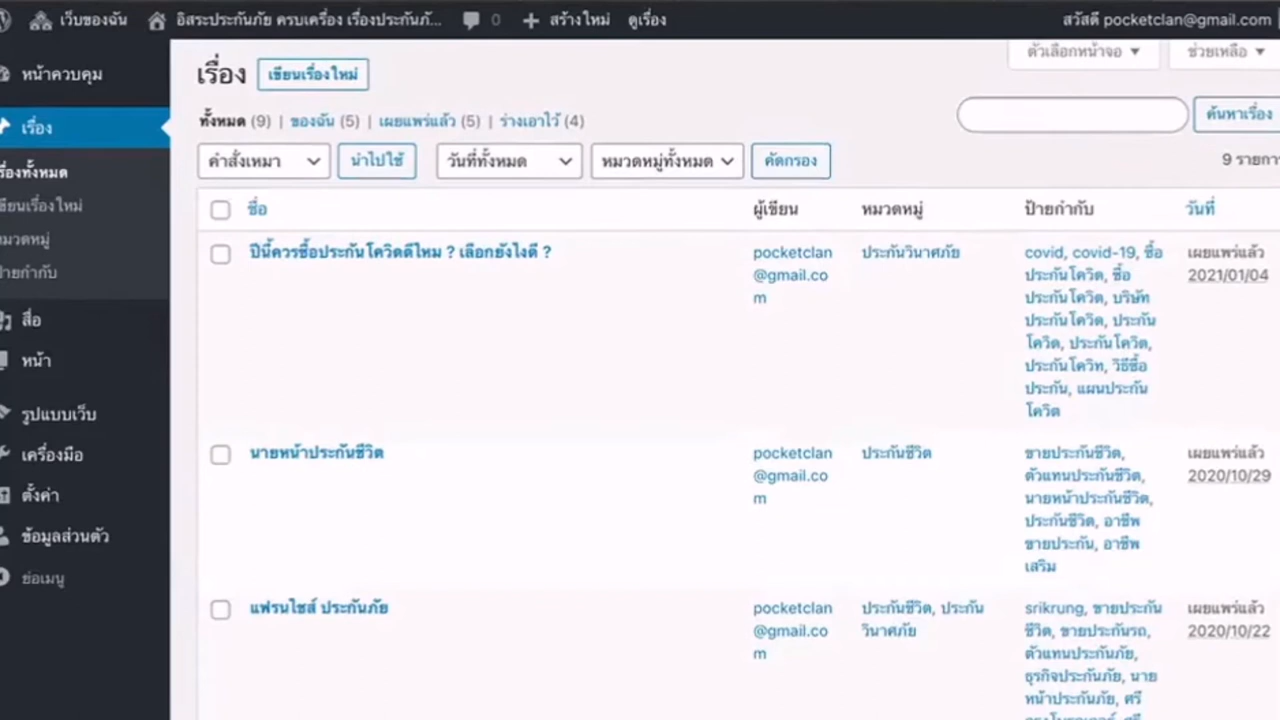 เว็บของฉัน อิสระประกันภัย ครบเครื่อง เรื่องประกันภั... 0 + สร้างใหม่ ดูเรื่อง สวัสดี pocketclan@gmail.com
หน้าควบคุม
เรื่อง
รื่องทั้งหมด
ขียนเรื่องใหม่
มวดหมู่
ป้ายกำกับ
สื่อ
หน้า
รูปแบบเว็บ
เครื่องมือ
ตั้งค่า
ข้อมูลส่วนตัว
ย่อเมนู
ตัวเลือกหน้าจอ ช่วยเหลือ
เรื่อง เขียนเรื่องใหม่
ทั้งหมด (9) | ของฉัน (5) | เผยแพร่แล้ว (5) | ร่างเอาไว้ (4)
ค้นหาเรื่อง
คำสั่งเหมา นำไปใช้ วันที่ทั้งหมด หมวดหมู่ทั้งหมด คัดกรอง
9 รายการ
ชื่อ ผู้เขียน หมวดหมู่ ป้ายกำกับ วันที่
ปีนี้ควรซื้อประกันโควิดดีไหม ? เลือกยังไงดี ?
pocketclan
@gmail.co
m
ประกันวินาศภัย
covid, covid-19, ซื้อ
ประกันโควิด, ซื้อ
ประกันโควิด, บริษัท
ประกันโควิด, ประกัน
โควิด, ประกันโควิด,
ประกันโควิท, วิธีซื้อ
ประกัน, แผนประกัน
โควิต
เผยแพร่แล้ว
2021/01/04
นายหน้าประกันชีวิต
pocketclan
@gmail.co
m
ประกันชีวิต
ขายประกันชีวิต,
ตัวแทนประกันชีวิต,
นายหน้าประกันชีวิต,
ประกันชีวิต, อาชีพ
ขายประกัน, อาชีพ
เสริม
เผยแพร่แล้ว
2020/10/29
แฟรนไชส์ ประกันภัย
pocketclan
@gmail.co
m
ประกันชีวิต, ประกัน
วินาศภัย
srikrung, ขายประกัน
ชีวิต, ขายประกันรถ,
ตัวแทนประกันภัย,
ธุรกิจประกันภัย, นาย
หน้าประกันภัย, ศรี
เผยแพร่แล้ว
2020/10/22